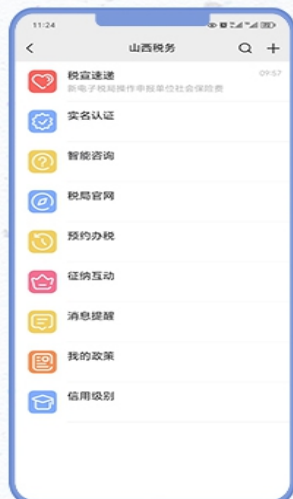 11:24
山西税务
税宣速递
09:57
新电子税局操作申报单位社会保险费
实名认证
智能咨询
税局官网
预约办税
征纳互动
消息提醒
我的政策
信用级别